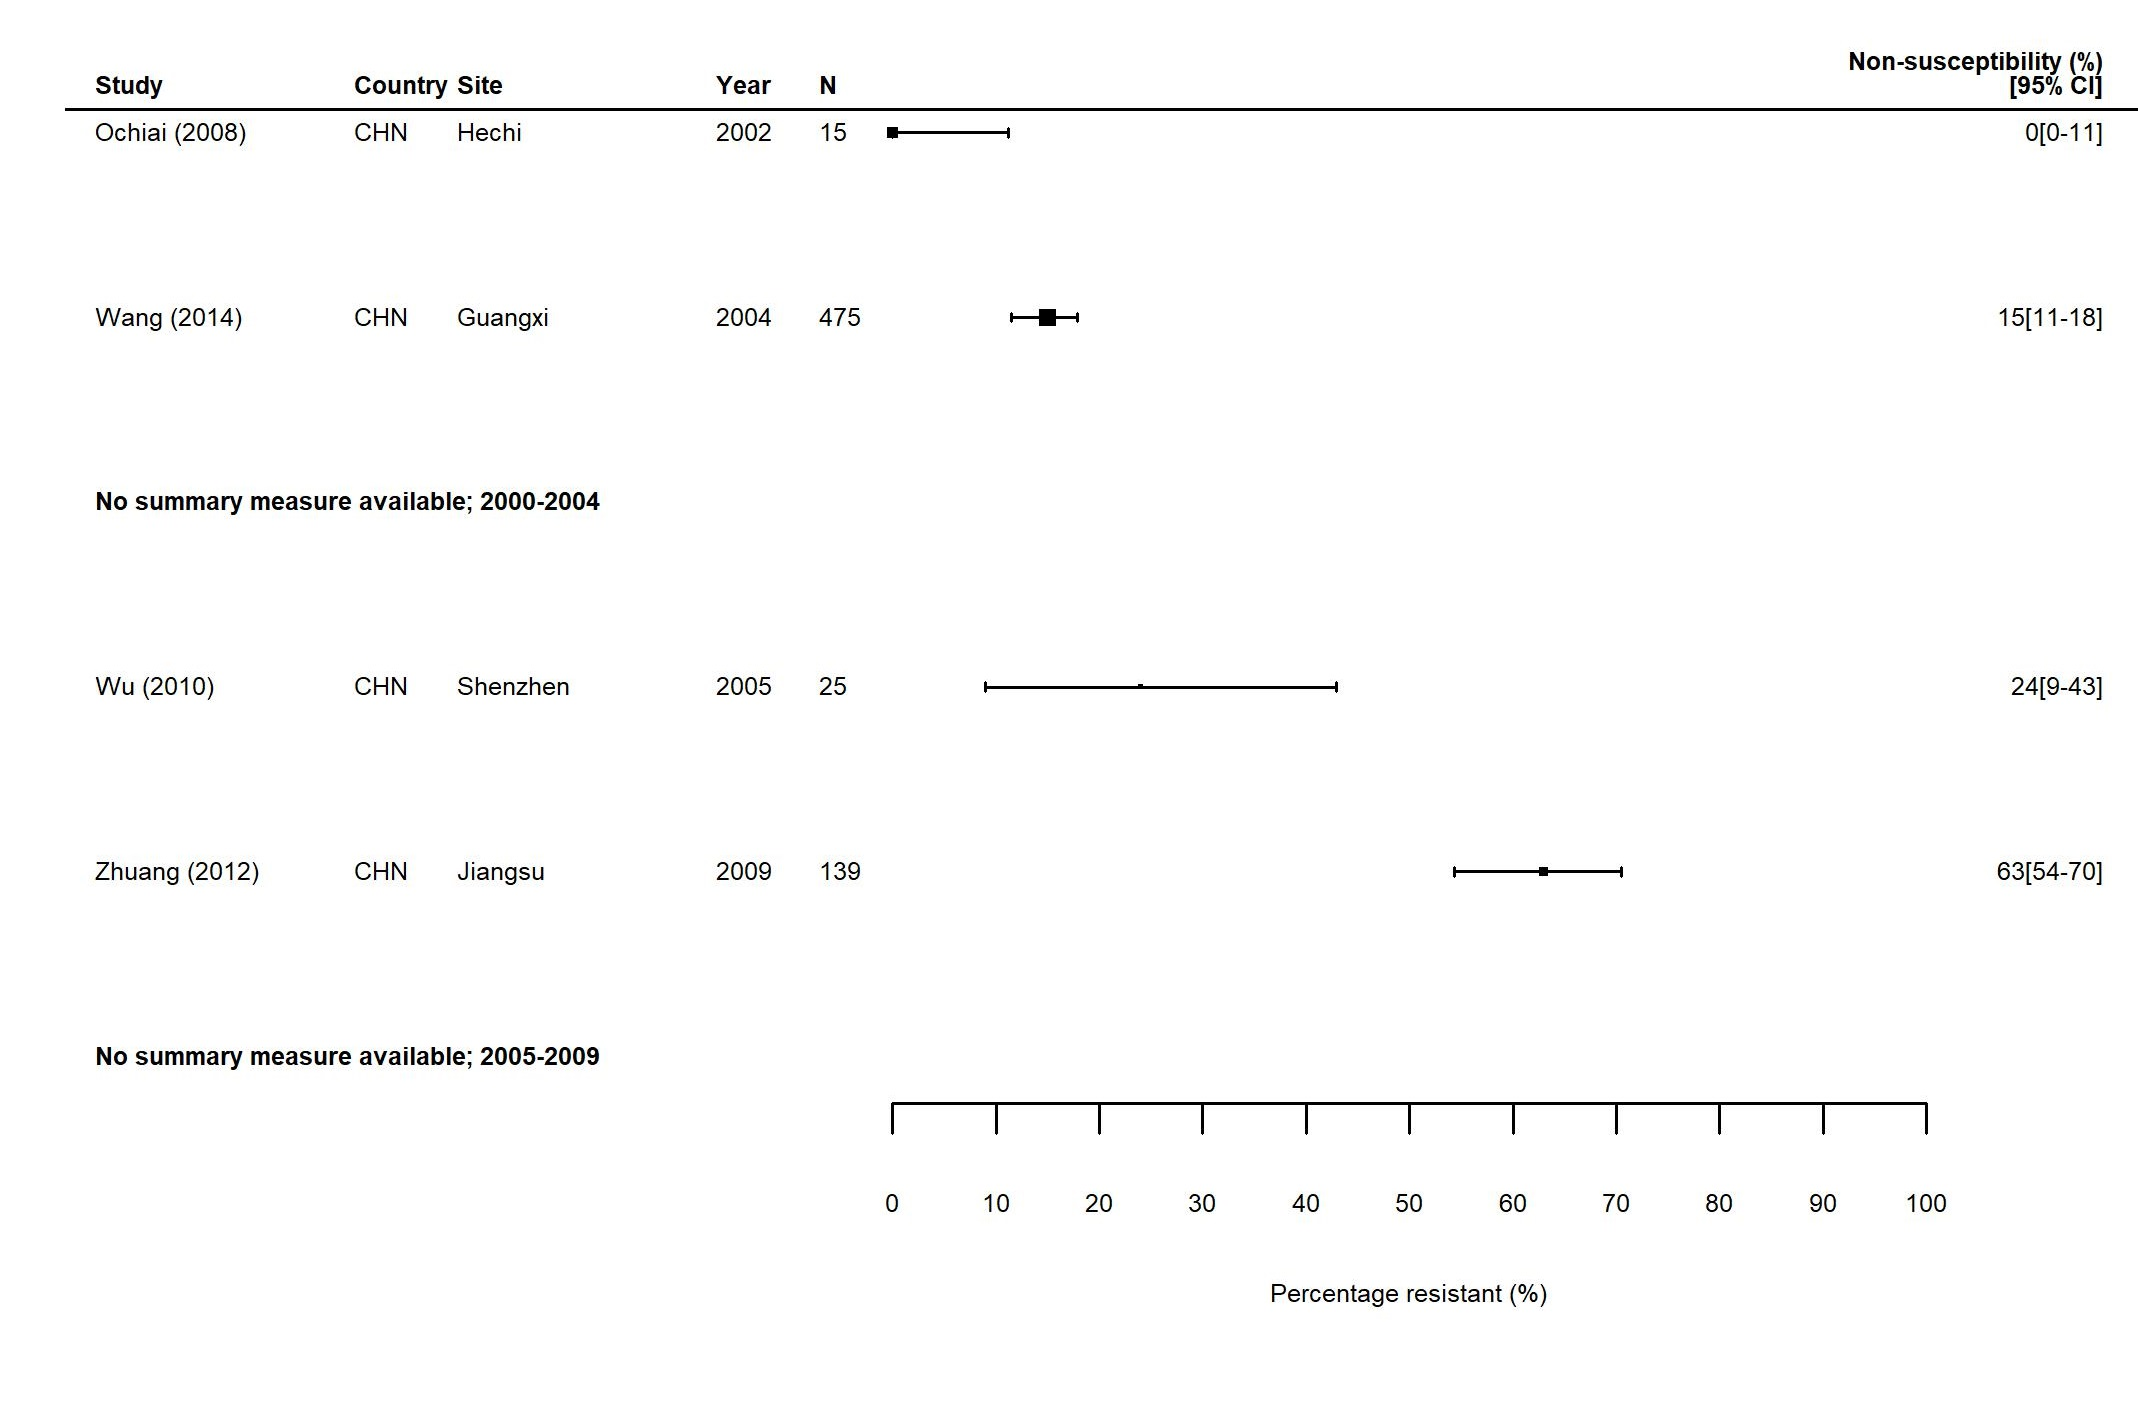 Non-susceptibility (%)
Study Country Site Year N [95% CI]
Ochiai (2008) CHN Hechi 2002 15 0[0-11]
Wang (2014) CHN Guangxi 2004 475 15[11-18]
No summary measure available; 2000-2004
Wu (2010) CHN Shenzhen 2005 25 24[9-43]
Zhuang (2012) CHN Jiangsu 2009 139 63[54-70]
No summary measure available; 2005-2009
0 10 20 30 40 50 60 70 80 90 100
Percentage resistant (%)